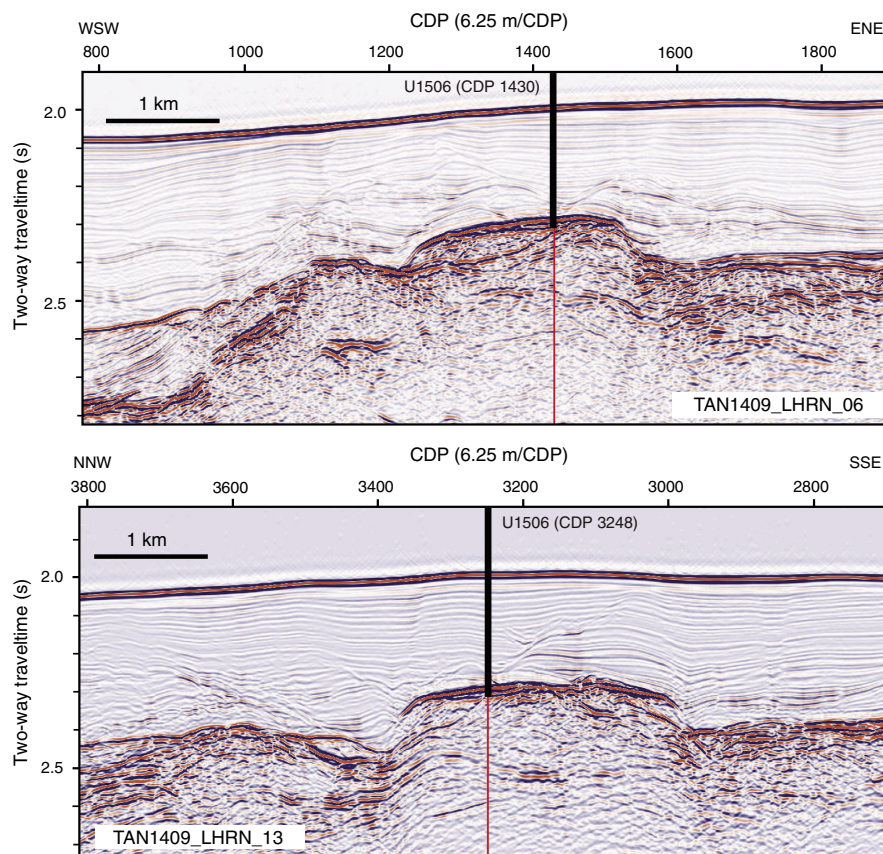 CDP (6.25 m/CDP)
WSW
ENE
800 1000 1200 1400 1600 1800
U1506 (CDP 1430)
1 km
2.0
2.5
Two-way traveltime (s)
TAN1409_LHRN_06
CDP (6.25 m/CDP)
NNW
SSE
3800 3600 3400 3200 3000 2800
U1506 (CDP 3248)
1 km
2.0
2.5
Two-way traveltime (s)
TAN1409_LHRN_13